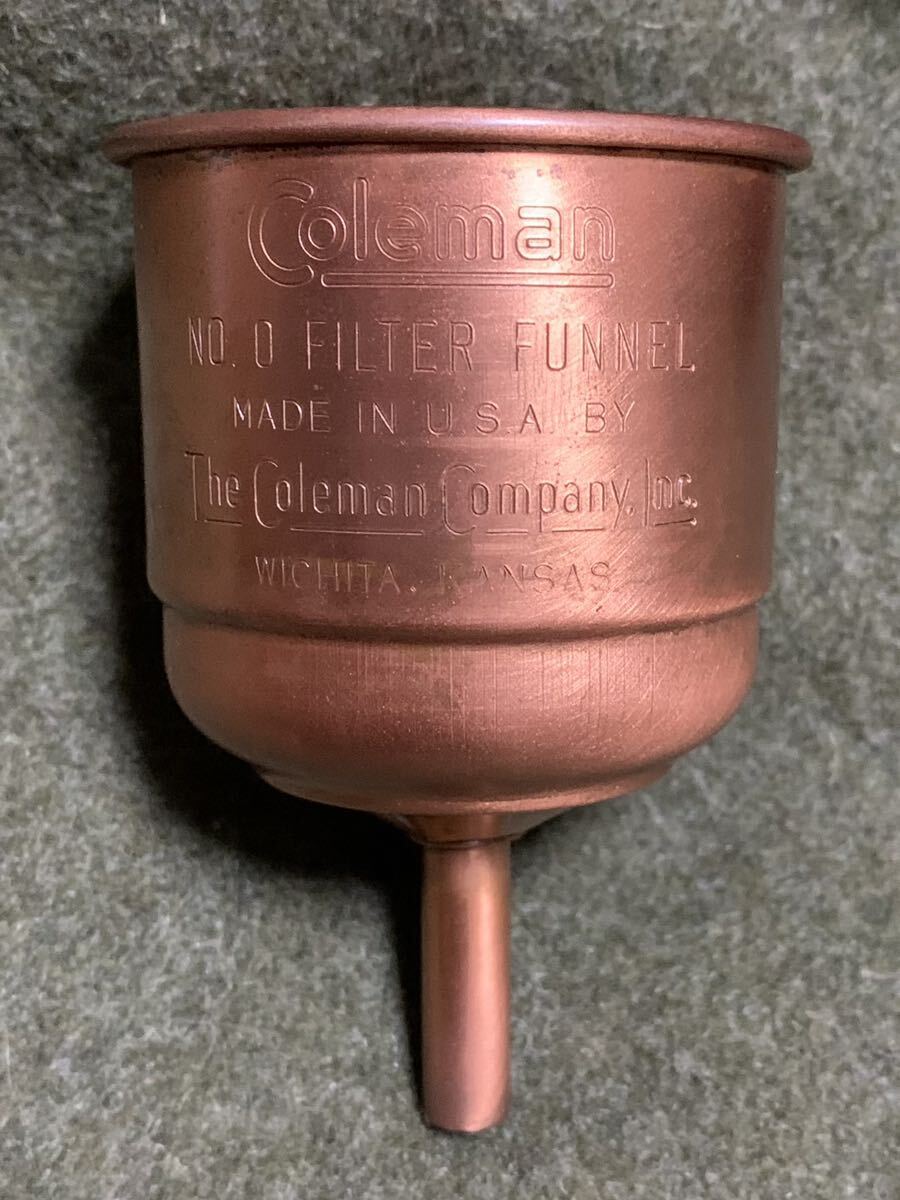 Coleman
NO. 0 FILTER FUNNEL
MADE IN U.S.A. BY
The Coleman Company, Inc.
WICHITA, KANSAS